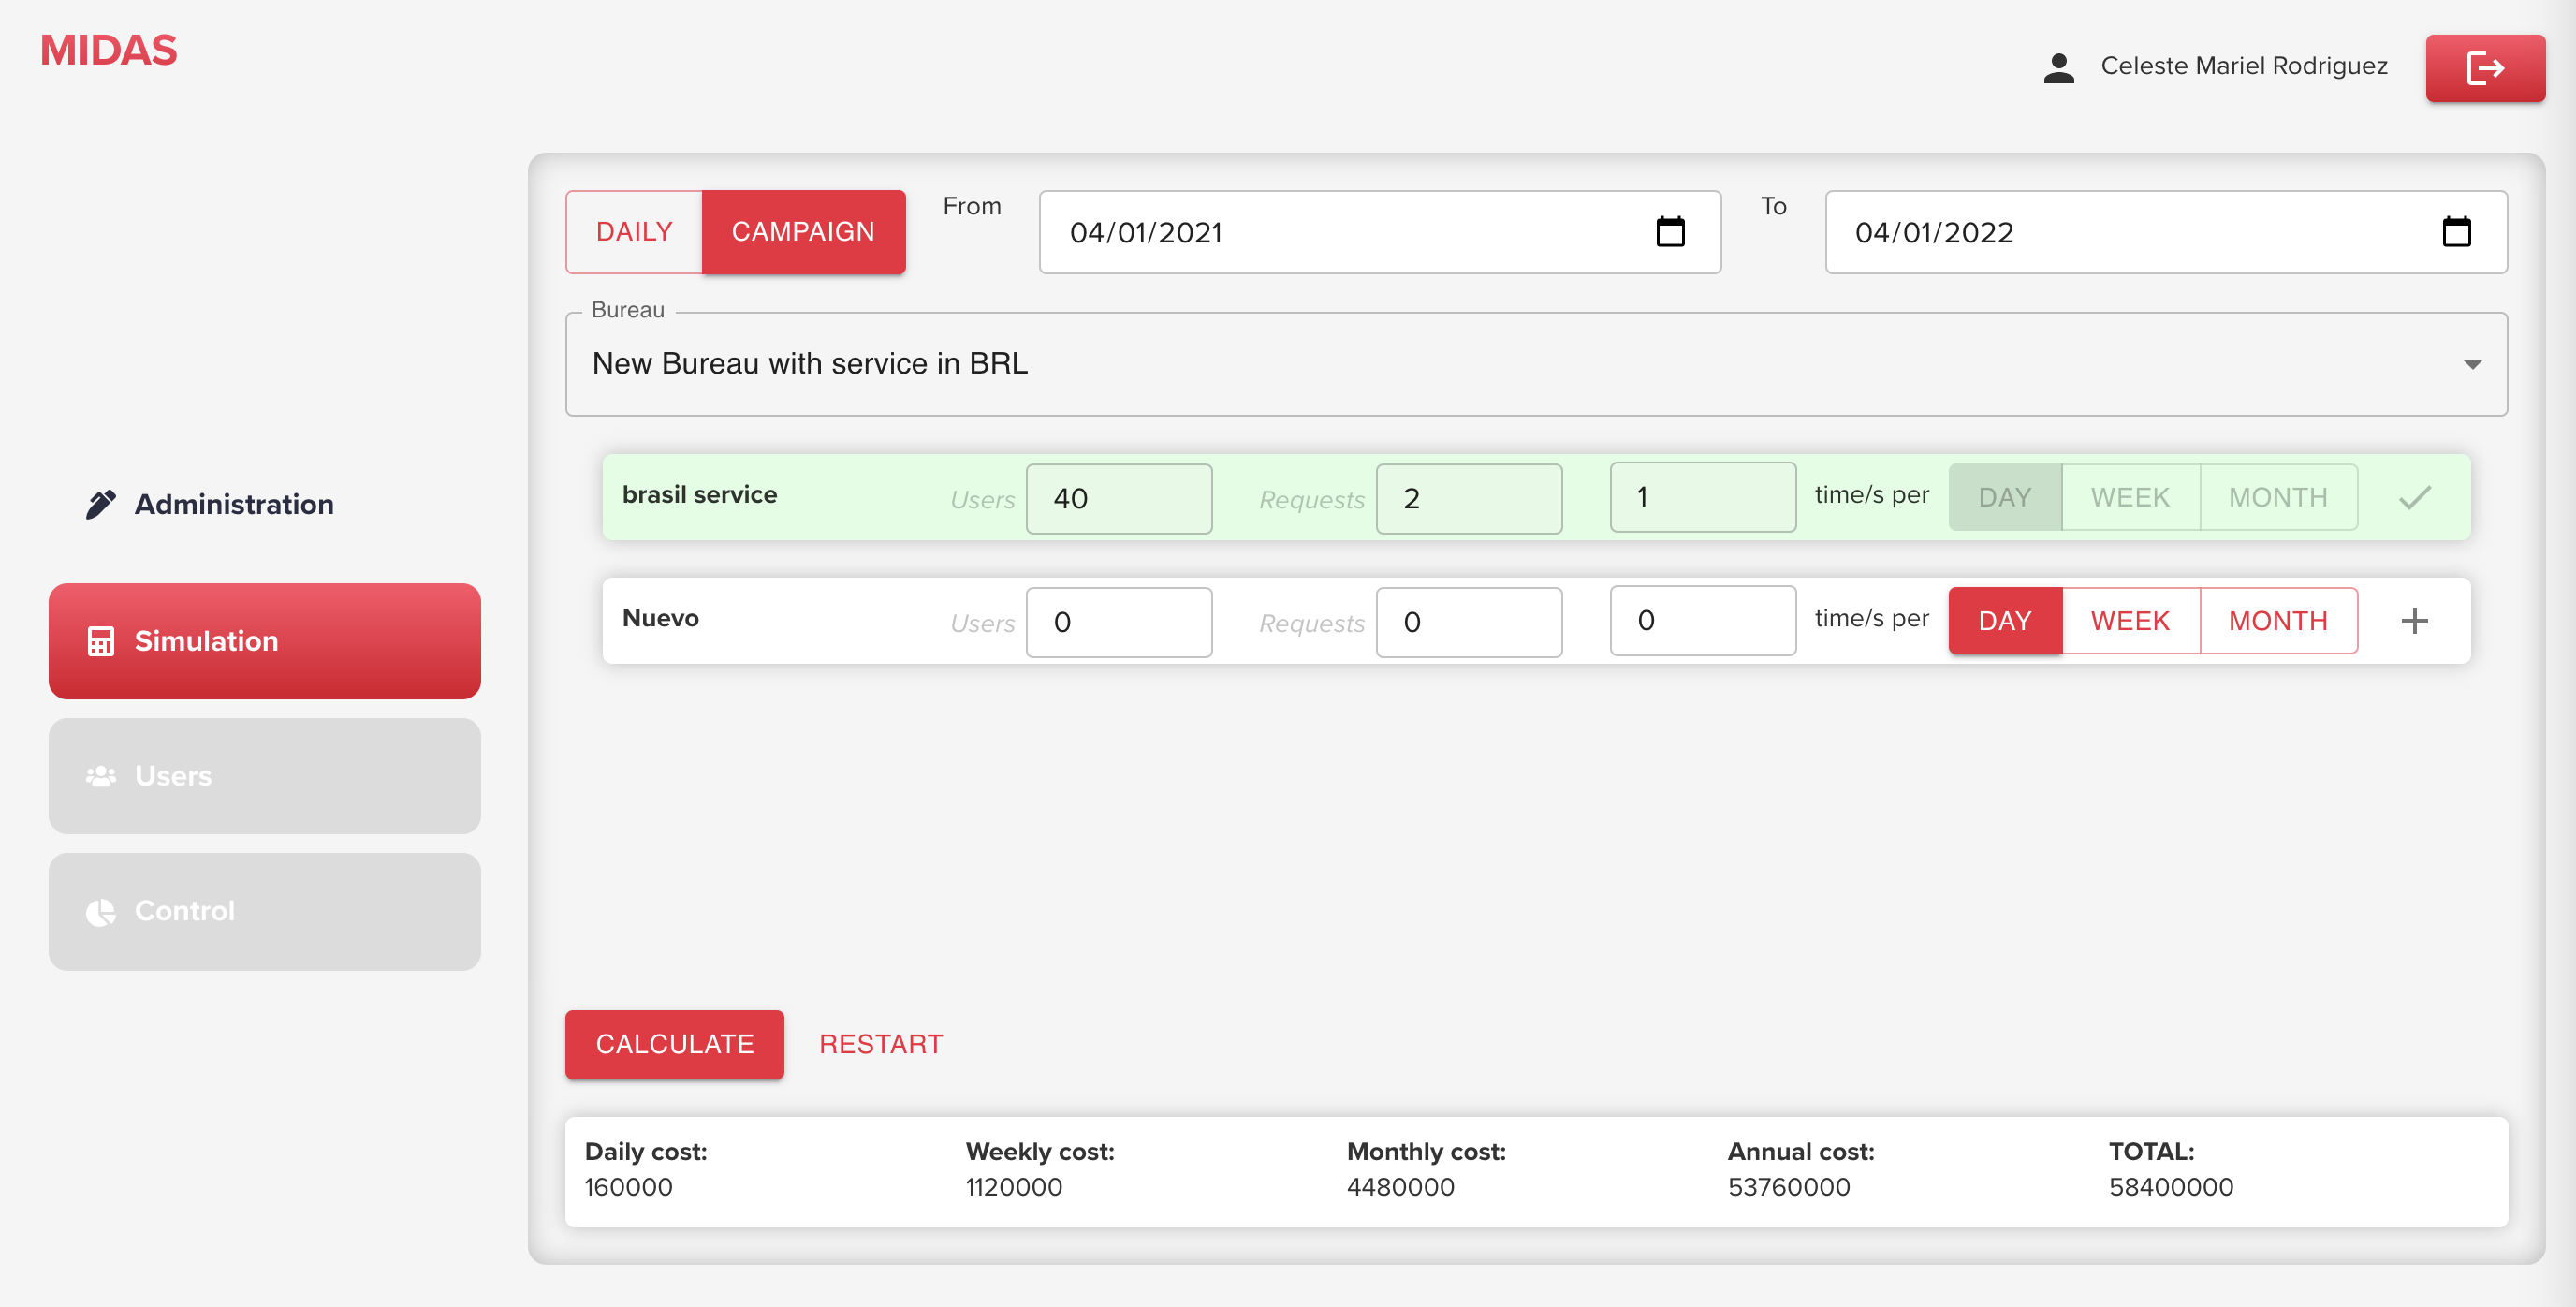 MIDAS
Celeste Mariel Rodriguez
DAILY
CAMPAIGN
From
04/01/2021
To
04/01/2022
Bureau
New Bureau with service in BRL
brasil service
Users
40
Requests
2
1
time/s per
DAY
WEEK
MONTH
Nuevo
Users
0
Requests
0
0
time/s per
DAY
WEEK
MONTH
Administration
Simulation
Users
Control
CALCULATE
RESTART
Daily cost:
160000
Weekly cost:
1120000
Monthly cost:
4480000
Annual cost:
53760000
TOTAL:
58400000